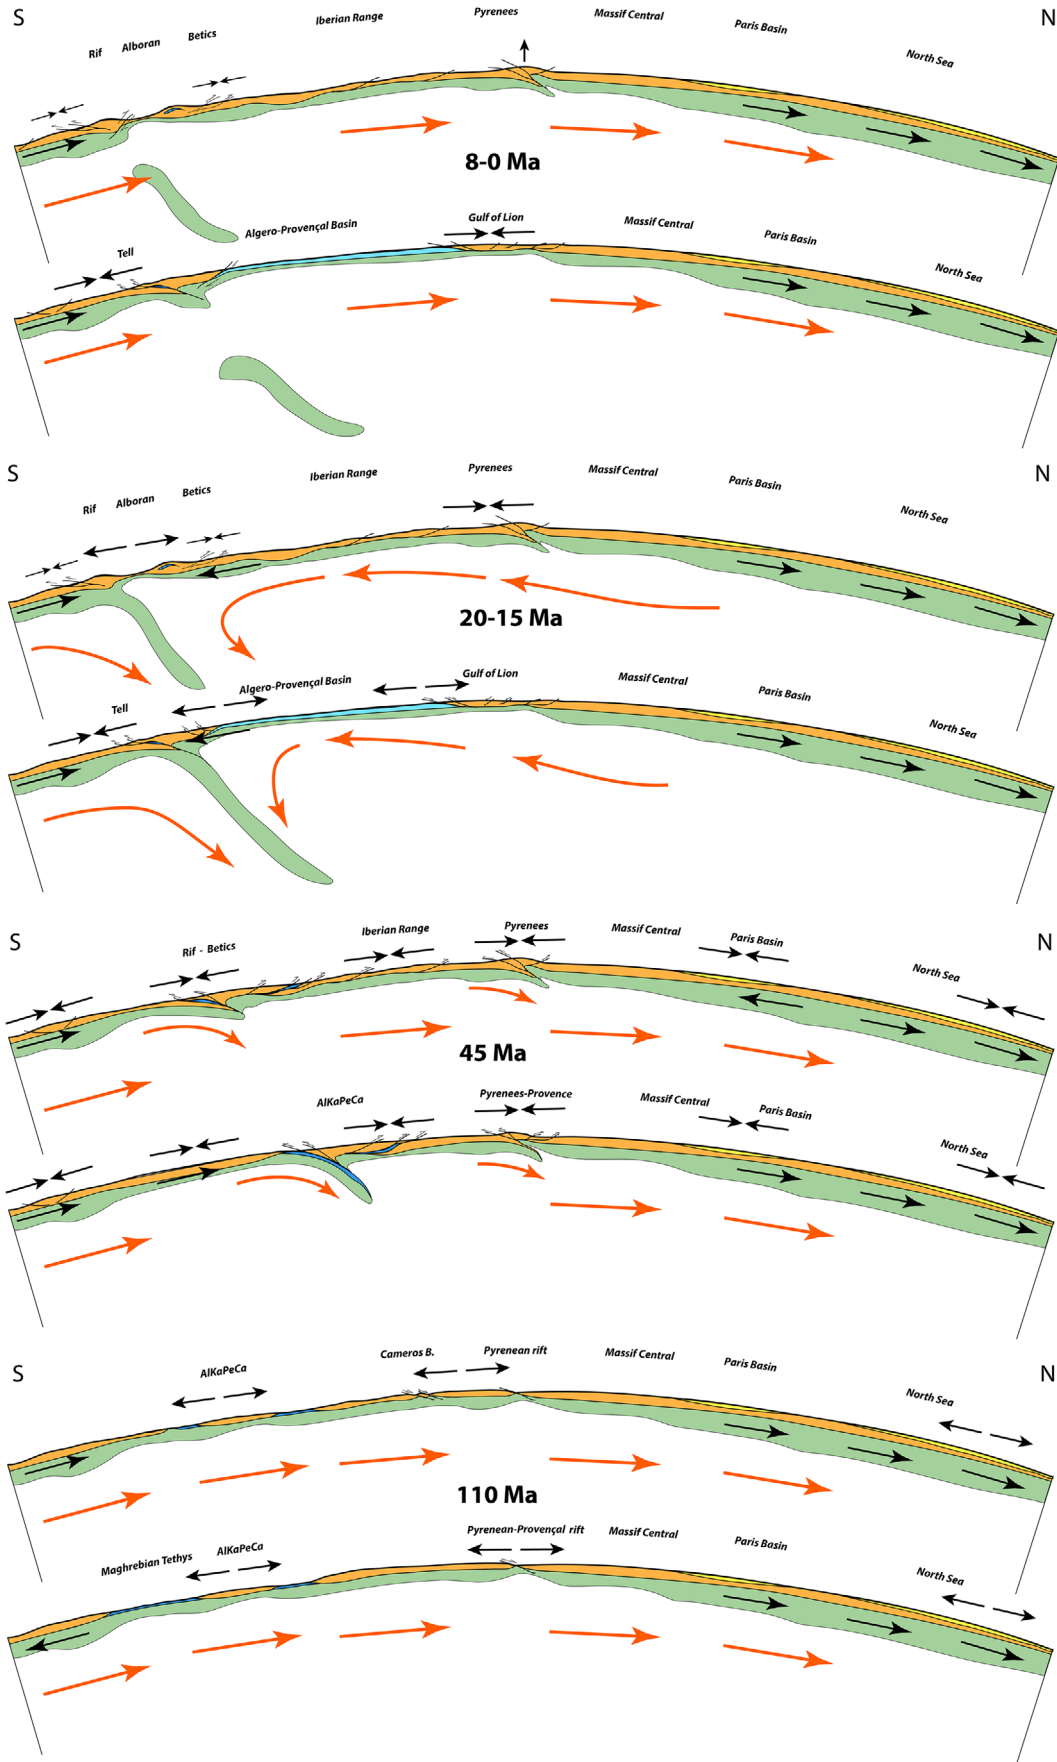 S
N
Rif
Alboran
Betics
Iberian Range
Pyrenees
Massif Central
Paris Basin
North Sea
8-0 Ma
Tell
Algero-Provençal Basin
Gulf of Lion
Massif Central
Paris Basin
North Sea
S
N
Rif
Alboran
Betics
Iberian Range
Pyrenees
Massif Central
Paris Basin
North Sea
20-15 Ma
Tell
Algero-Provençal Basin
Gulf of Lion
Massif Central
Paris Basin
North Sea
S
N
Rif - Betics
Iberian Range
Pyrenees
Massif Central
Paris Basin
North Sea
45 Ma
AlKaPeCa
Pyrenees-Provence
Massif Central
Paris Basin
North Sea
S
N
AlKaPeCa
Cameros B.
Pyrenean rift
Massif Central
Paris Basin
North Sea
110 Ma
Maghrebian Tethys
AlKaPeCa
Pyrenean-Provençal rift
Massif Central
Paris Basin
North Sea